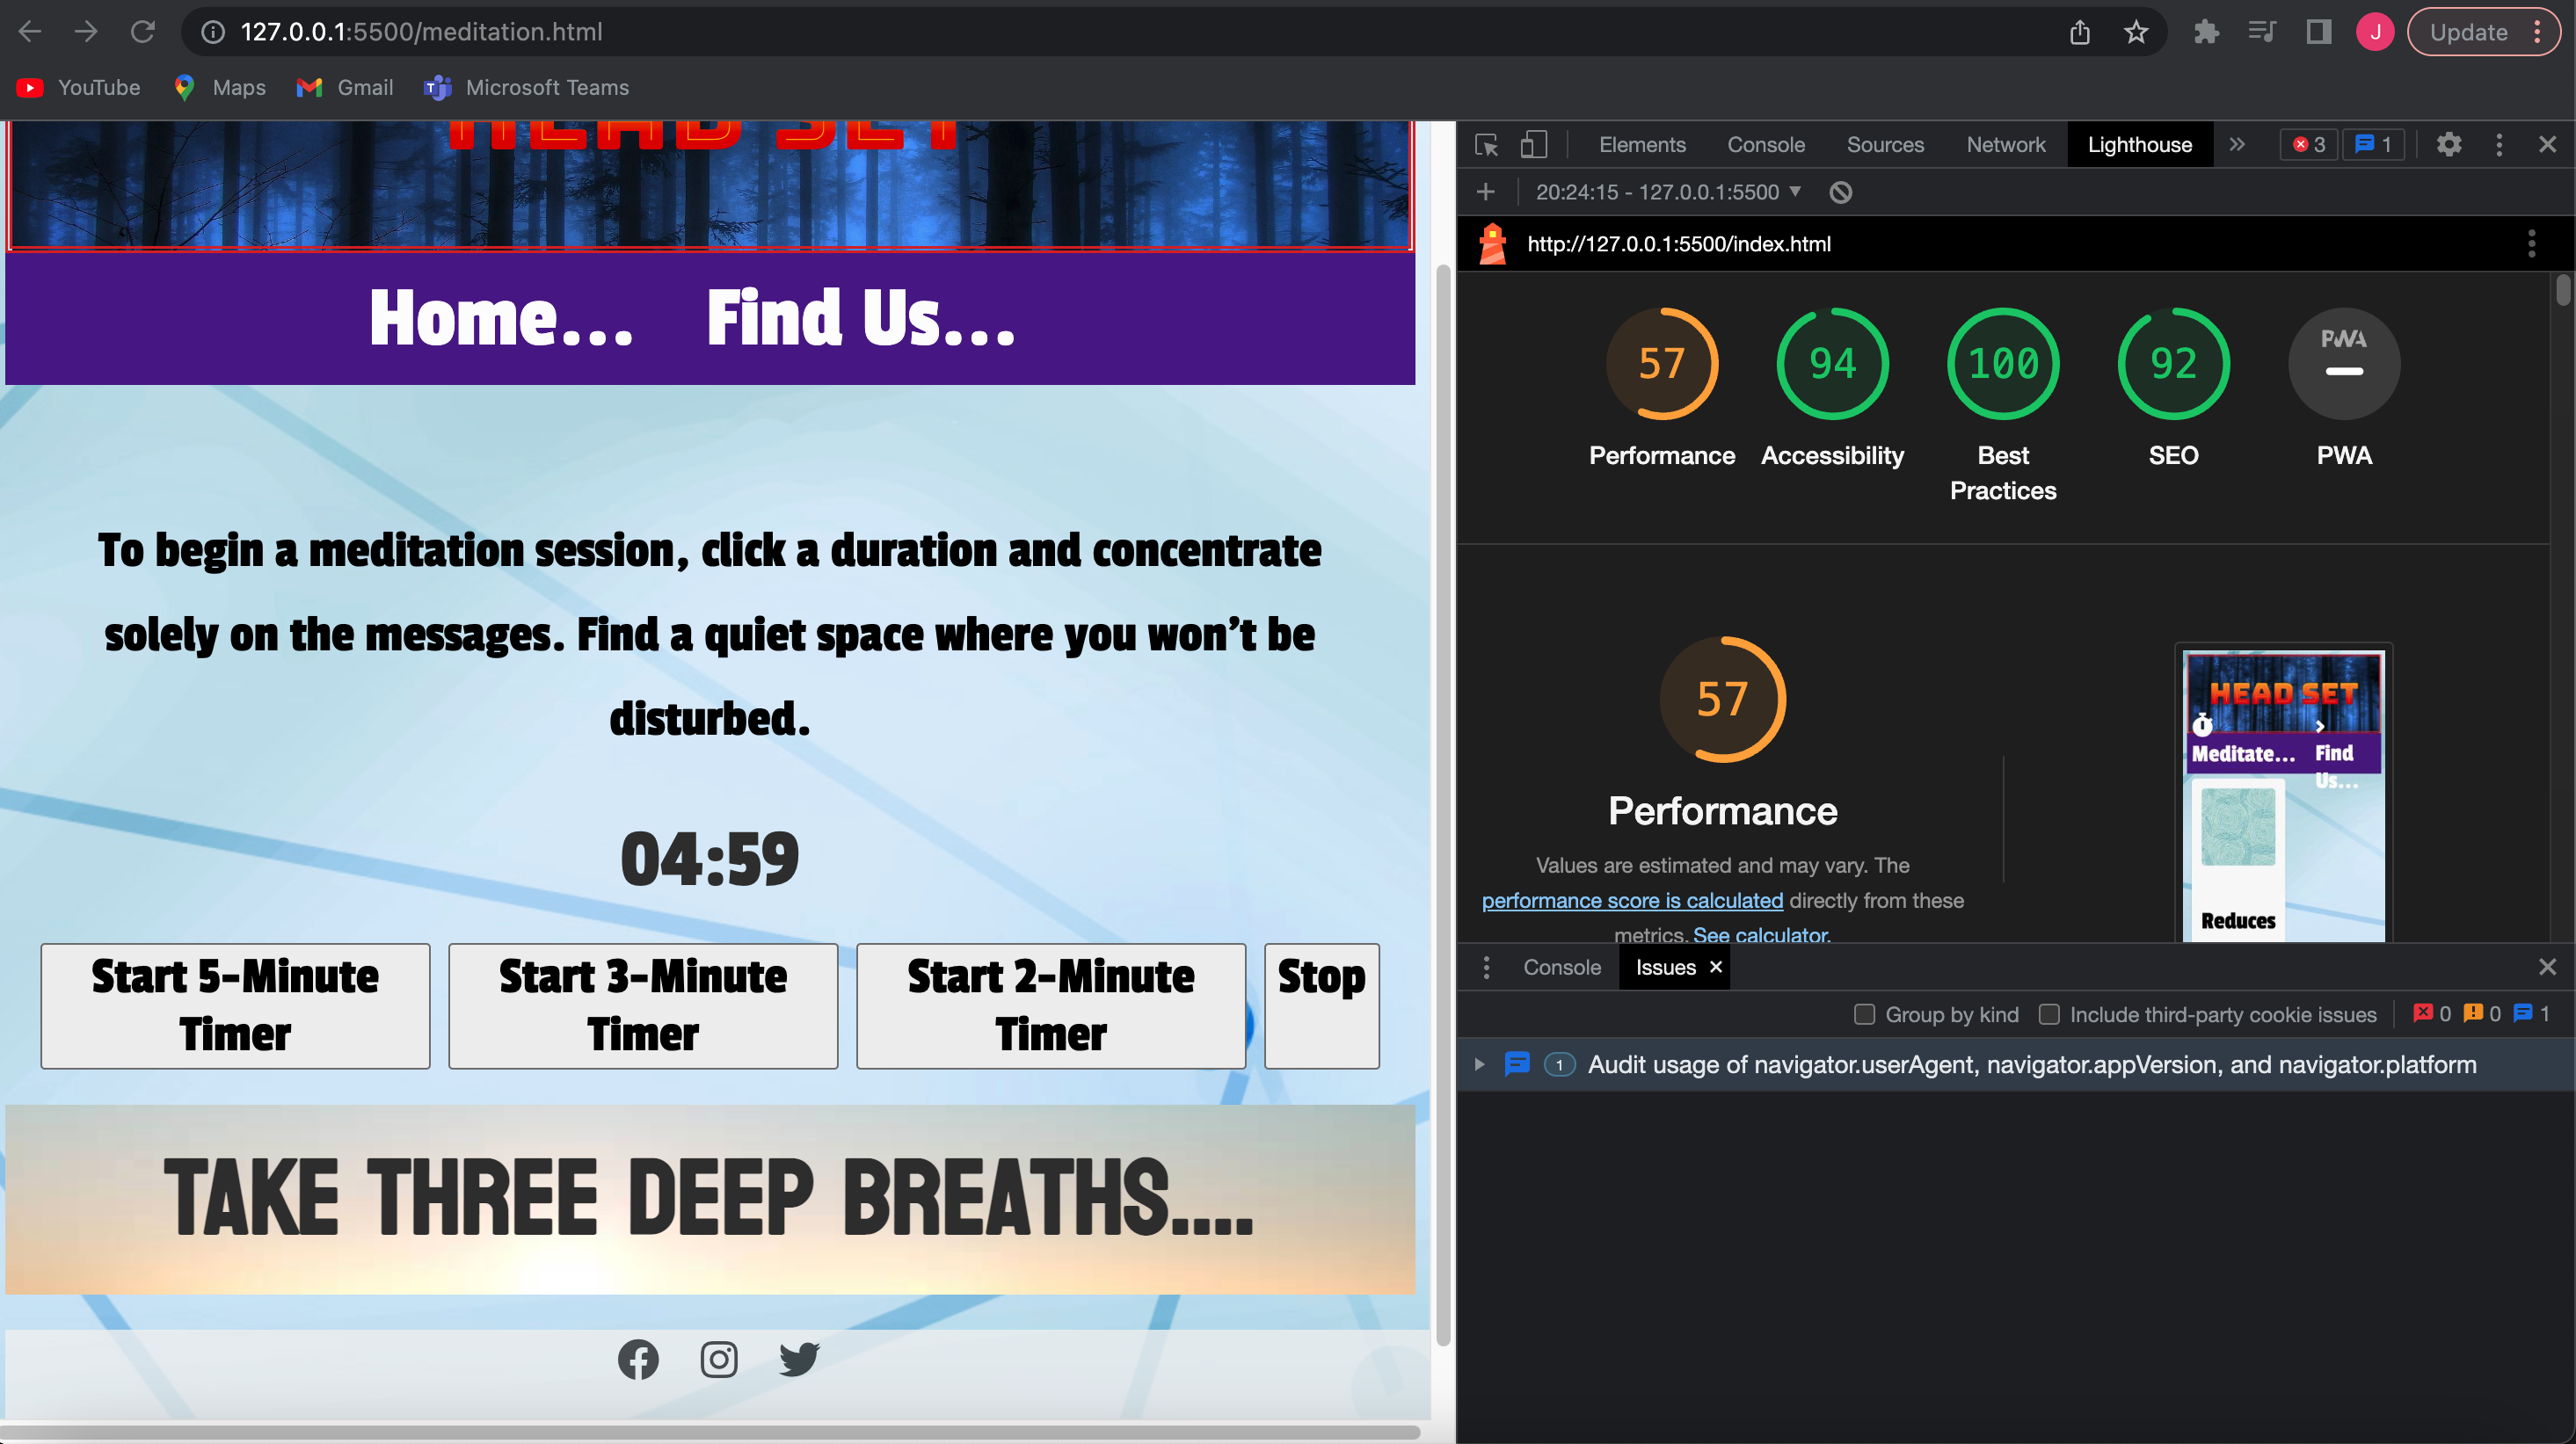 127.0.0.1:5500/meditation.html
J
Update
YouTube
Maps
Gmail
Microsoft Teams
HEAD SET
Home...
Find Us...
To begin a meditation session, click a duration and concentrate
solely on the messages. Find a quiet space where you won't be
disturbed.
04:59
Start 5-Minute
Timer
Start 3-Minute
Timer
Start 2-Minute
Timer
Stop
TAKE THREE DEEP BREATHS....
Elements
Console
Sources
Network
Lighthouse
3
1
20:24:15 - 127.0.0.1:5500
http://127.0.0.1:5500/index.html
57
94
100
92
PWA
Performance
Accessibility
Best
Practices
SEO
PWA
57
Performance
Values are estimated and may vary. The
performance score is calculated directly from these
metrics. See calculator.
HEAD SET
Meditate...
Find
Us...
Reduces
Console
Issues
Group by kind
Include third-party cookie issues
0
0
1
1
Audit usage of navigator.userAgent, navigator.appVersion, and navigator.platform